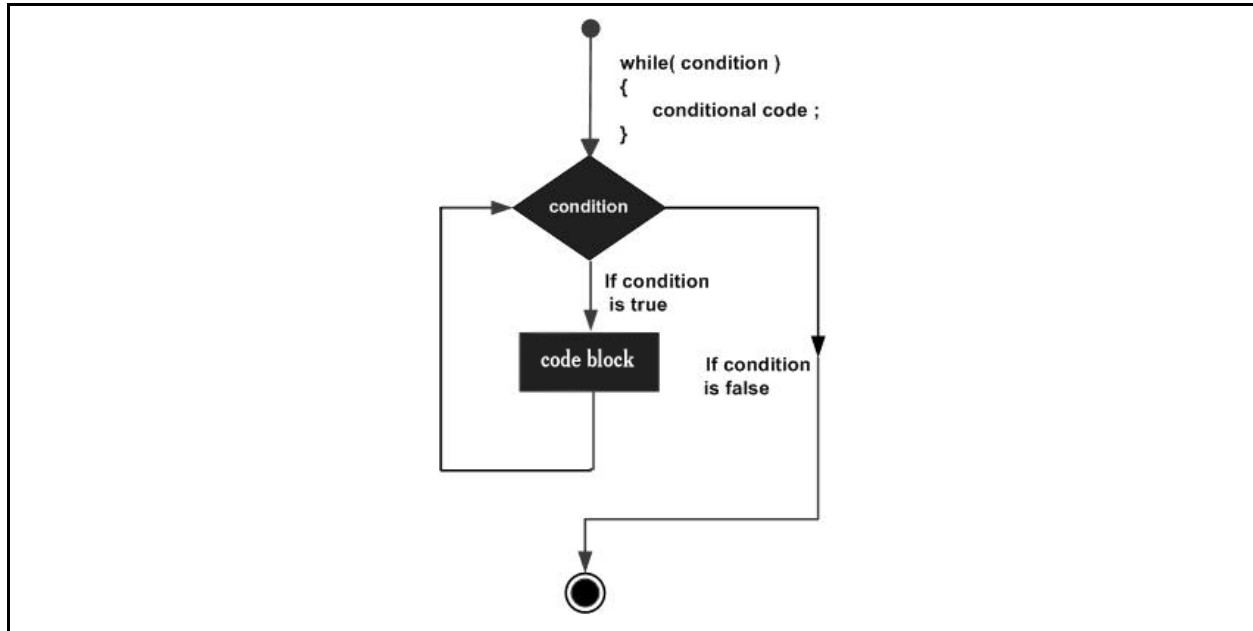 while( condition )
{
conditional code ;
}
condition
If condition
is true
code block
If condition
is false